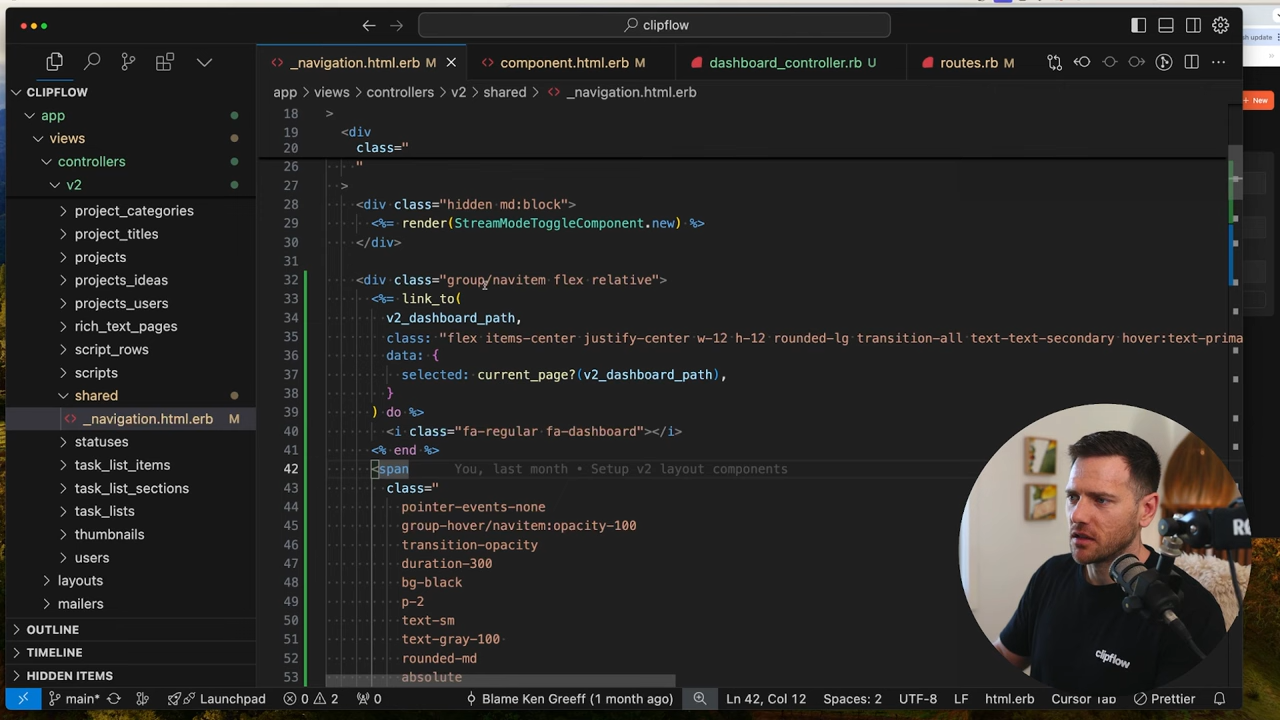 clipflow
_navigation.html.erb M
component.html.erb M
dashboard_controller.rb U
routes.rb M
CLIPFLOW
app > views > controllers > v2 > shared > _navigation.html.erb
app
views
controllers
v2
project_categories
project_titles
projects
projects_ideas
projects_users
rich_text_pages
script_rows
scripts
shared
_navigation.html.erb M
statuses
task_list_items
task_list_sections
task_lists
thumbnails
users
layouts
mailers
OUTLINE
TIMELINE
HIDDEN ITEMS
18 >
19 <div
20 class="
26 "
27 >
28 <div class="hidden md:block">
29 <%= render(StreamModeToggleComponent.new) %>
30 </div>
31
32 <div class="group/navitem flex relative">
33 <%= link_to(
34 v2_dashboard_path,
35 class: "flex items-center justify-center w-12 h-12 rounded-lg transition-all text-text-secondary hover:text-prima
36 data: {
37 selected: current_page?(v2_dashboard_path),
38 }
39 ) do %>
40 <i class="fa-regular fa-dashboard"></i>
41 <% end %>
42 <span You, last month • Setup v2 layout components
43 class="
44 pointer-events-none
45 group-hover/navitem:opacity-100
46 transition-opacity
47 duration-300
48 bg-black
49 p-2
50 text-sm
51 text-gray-100
52 rounded-md
53 absolute
main* Launchpad 0 2 0 Blame Ken Greeff (1 month ago) Ln 42, Col 12 Spaces: 2 UTF-8 LF html.erb Cursor Tab Prettier
sh update
+ New
clipflow